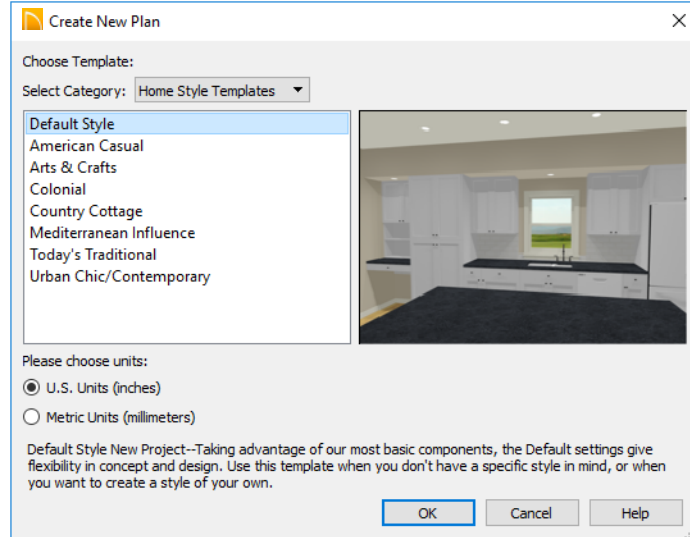 Create New Plan
Choose Template:
Select Category: Home Style Templates
Default Style
American Casual
Arts & Crafts
Colonial
Country Cottage
Mediterranean Influence
Today's Traditional
Urban Chic/Contemporary
Please choose units:
U.S. Units (inches)
Metric Units (millimeters)
Default Style New Project--Taking advantage of our most basic components, the Default settings give
flexibility in concept and design. Use this template when you don't have a specific style in mind, or when
you want to create a style of your own.
OK Cancel Help